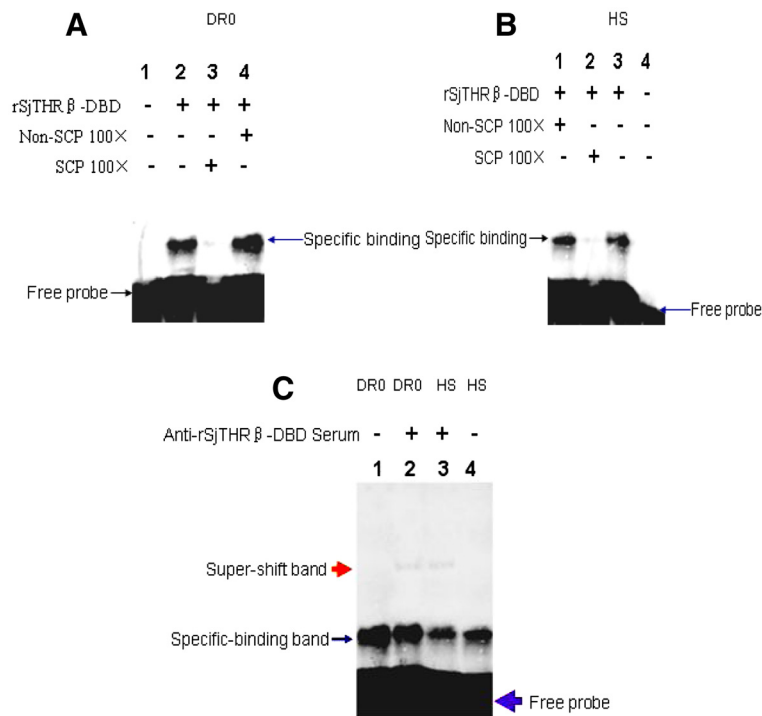 A
DR0
1 2 3 4
rSjTHRβ-DBD - + + +
Non-SCP 100× - - - +
SCP 100× - - + -
Specific binding
Free probe
B
HS
1 2 3 4
rSjTHRβ-DBD + + + -
Non-SCP 100× + - - -
SCP 100× - + - -
Specific binding
Free probe
C
DR0 DR0 HS HS
Anti-rSjTHRβ-DBD Serum - + + -
1 2 3 4
Super-shift band
Specific-binding band
Free probe